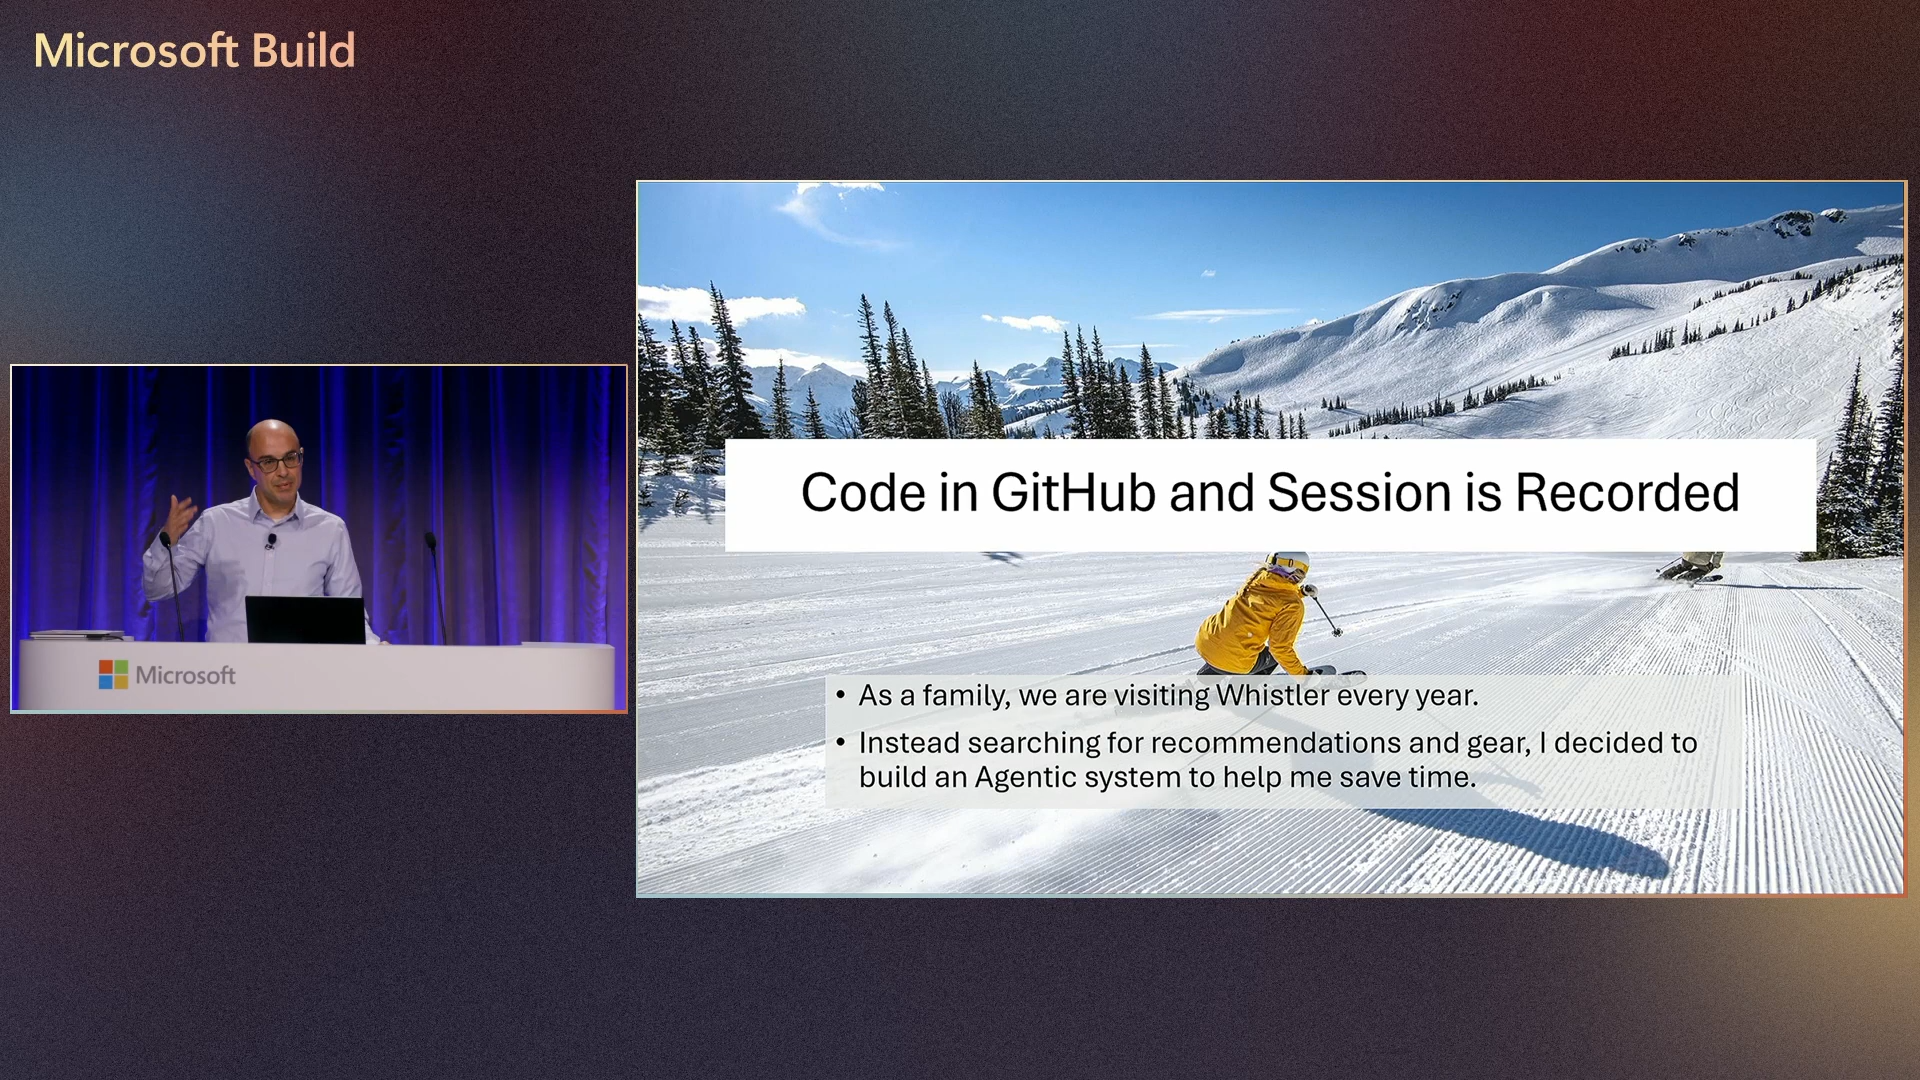 Microsoft Build
Code in GitHub and Session is Recorded
• As a family, we are visiting Whistler every year.
• Instead searching for recommendations and gear, I decided to
build an Agentic system to help me save time.
Microsoft